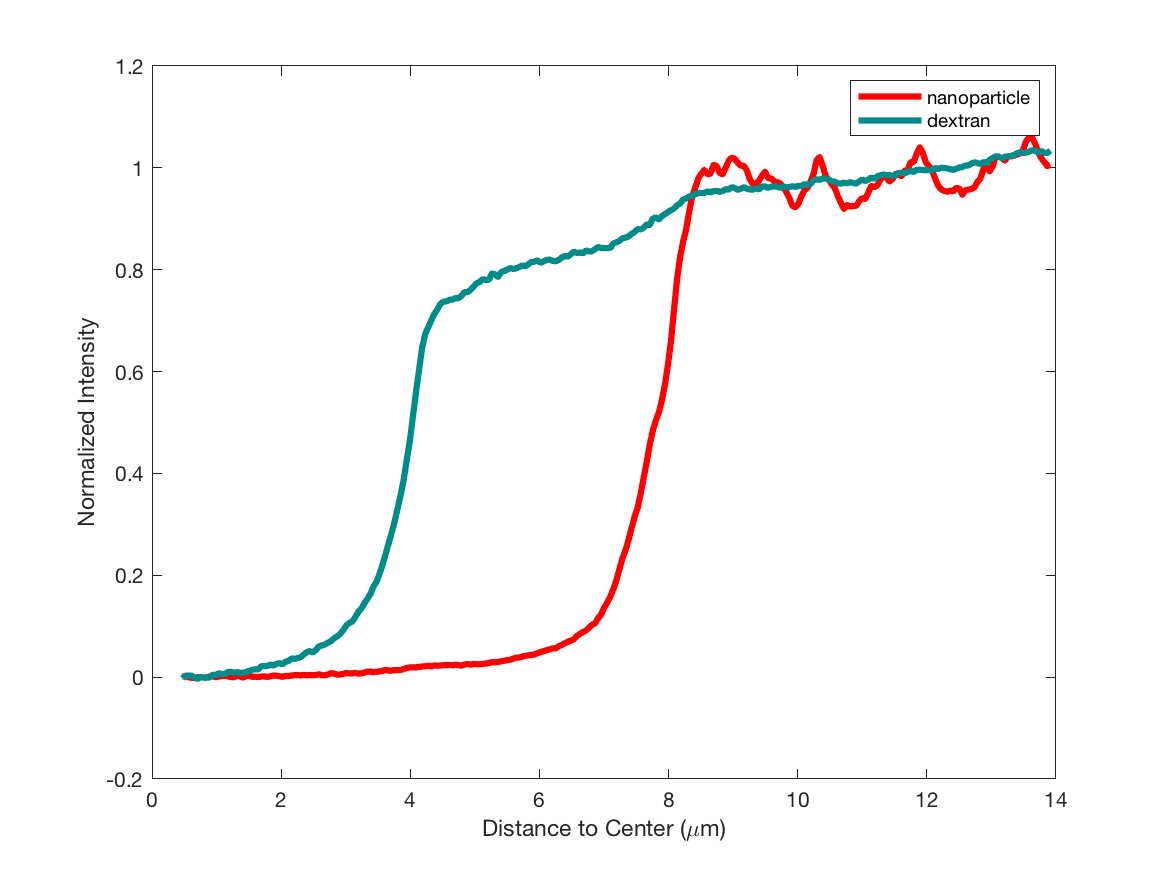 1.2
1
0.8
0.6
0.4
0.2
0
-0.2
Normalized Intensity
nanoparticle
dextran
0 2 4 6 8 10 12 14
Distance to Center (μm)